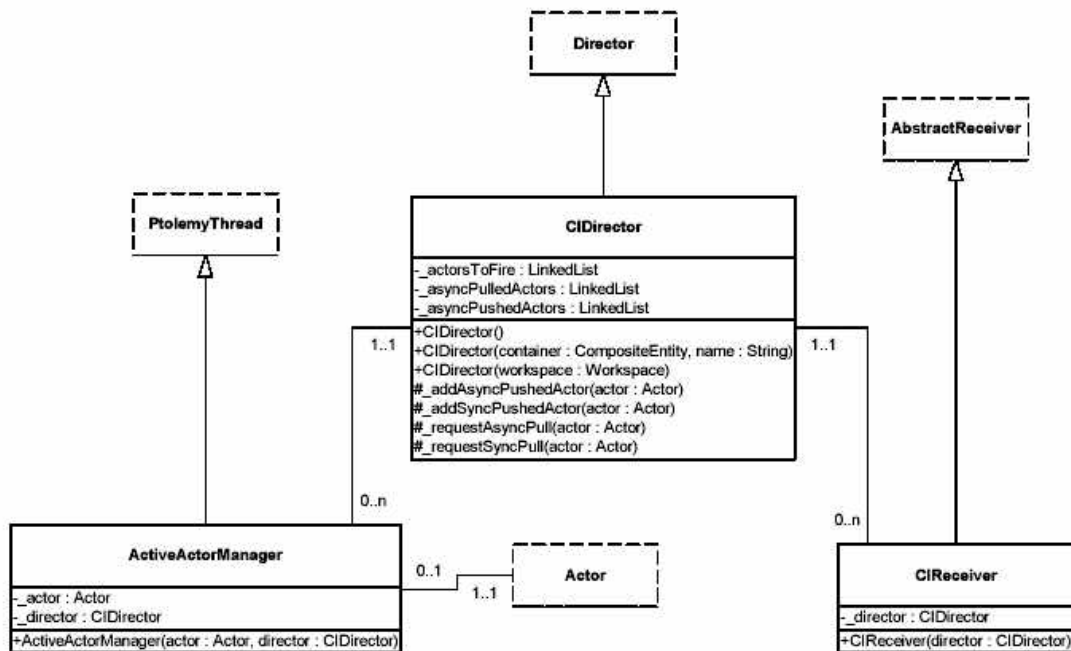 Director
AbstractReceiver
PtolemyThread
CIDirector
-_actorsToFire : LinkedList
-_asyncPulledActors : LinkedList
-_asyncPushedActors : LinkedList
+CIDirector()
+CIDirector(container : CompositeEntity, name : String)
+CIDirector(workspace : Workspace)
#_addAsyncPushedActor(actor : Actor)
#_addSyncPushedActor(actor : Actor)
#_requestAsyncPull(actor : Actor)
#_requestSyncPull(actor : Actor)
1..1
1..1
0..n
0..n
ActiveActorManager
-_actor : Actor
-_director : CIDirector
+ActiveActorManager(actor : Actor, director : CIDirector)
0..1
1..1
Actor
CIReceiver
-_director : CIDirector
+CIReceiver(director : CIDirector)